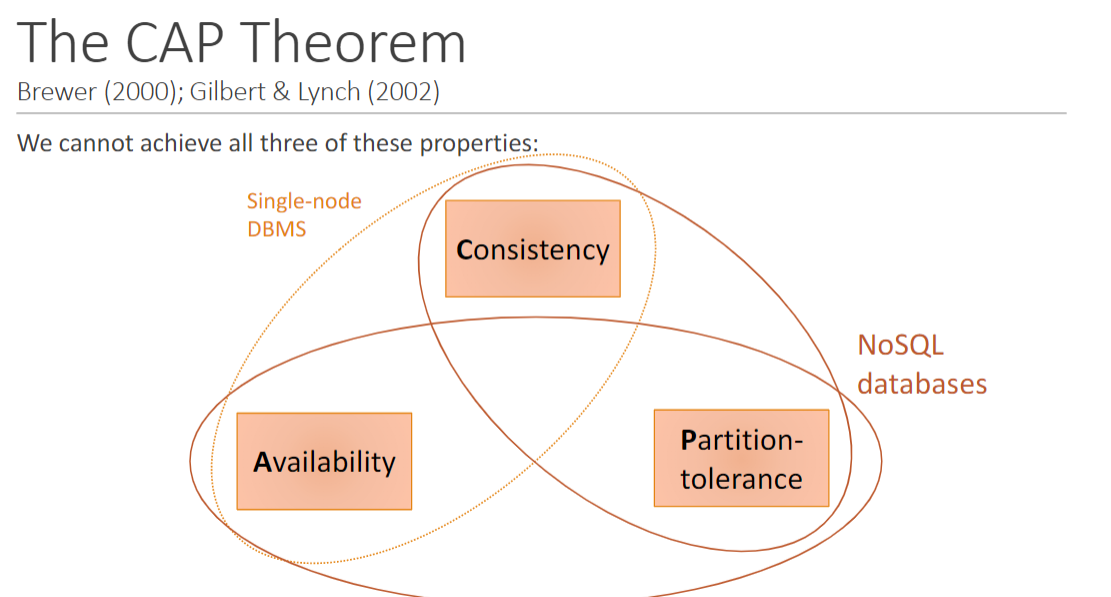 The CAP Theorem
Brewer (2000); Gilbert & Lynch (2002)
We cannot achieve all three of these properties:
Single-node
DBMS
Consistency
NoSQL
databases
Availability
Partition-
tolerance